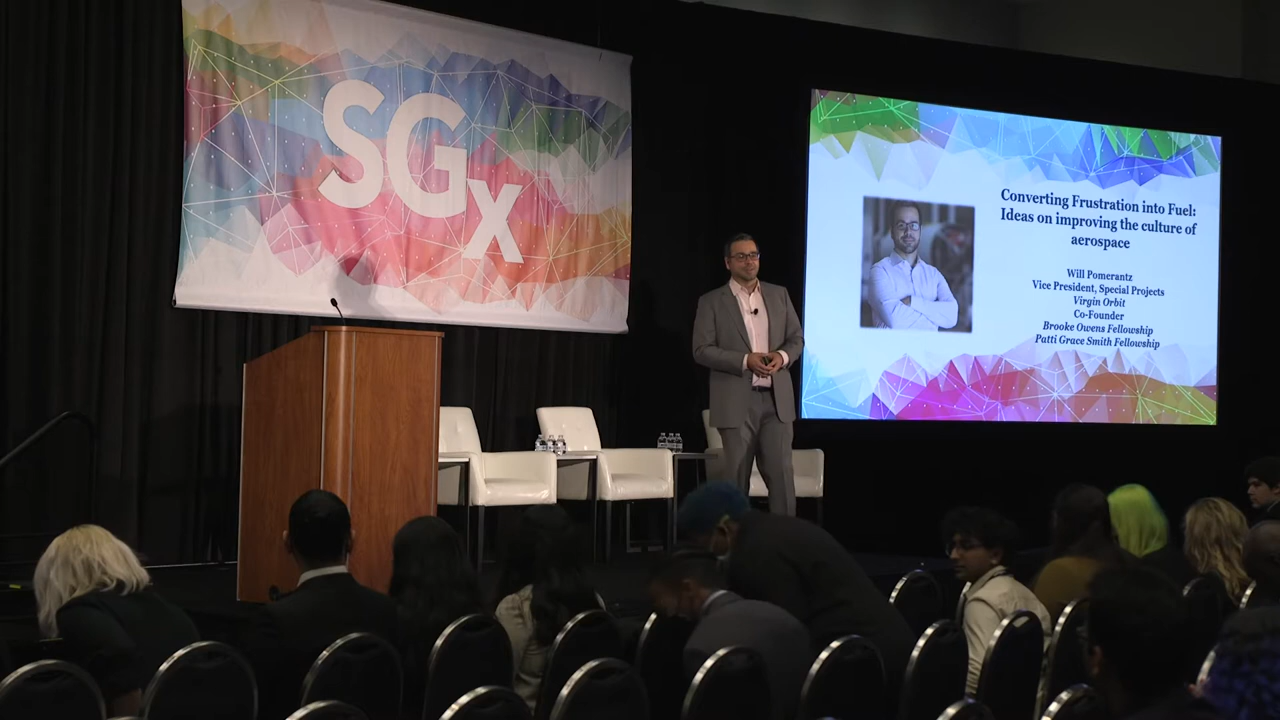 SGx
Converting Frustration into Fuel:
Ideas on improving the culture of
aerospace
Will Pomerantz
Vice President, Special Projects
Virgin Orbit
Co-Founder
Brooke Owens Fellowship
Patti Grace Smith Fellowship